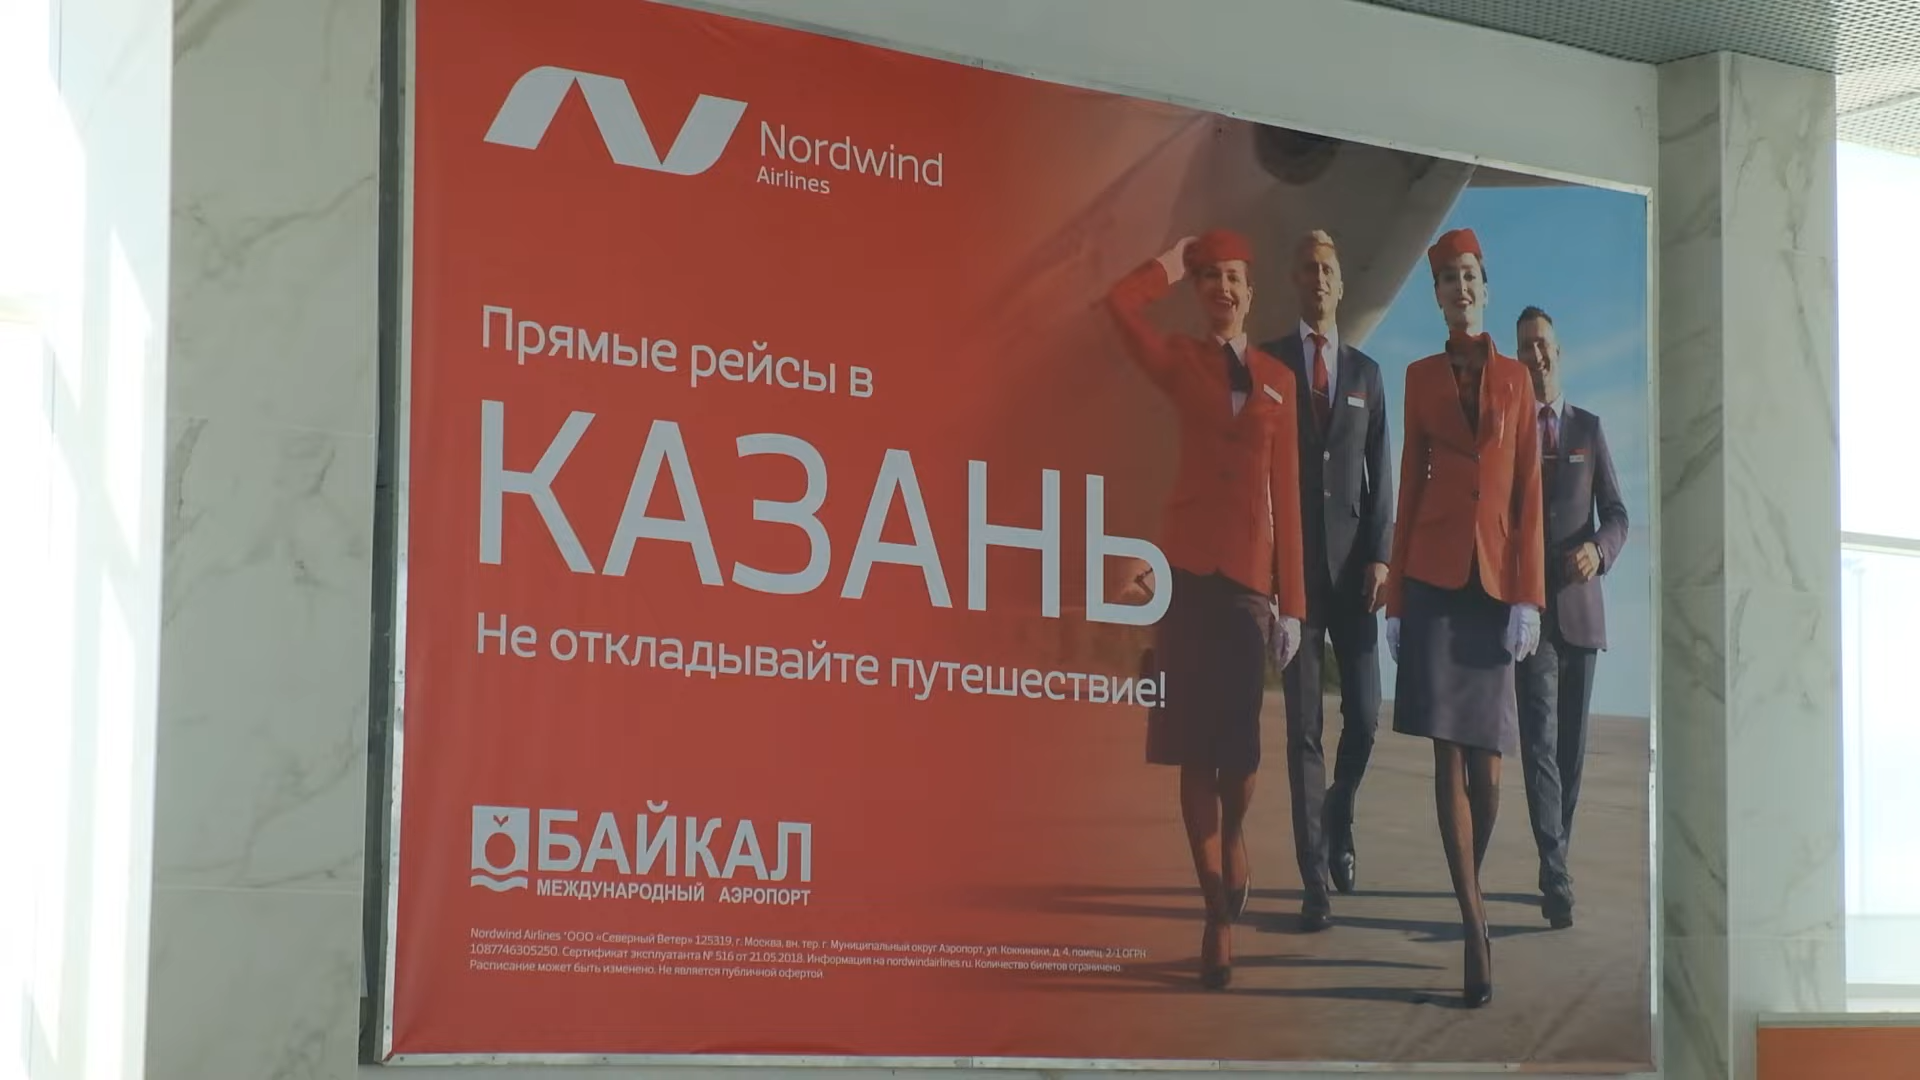 Nordwind
Airlines
Прямые рейсы в
КАЗАНЬ
Не откладывайте путешествие!
БАЙКАЛ
МЕЖДУНАРОДНЫЙ АЭРОПОРТ
Nordwind Airlines *ООО «Северный Ветер» 125319, г. Москва, вн. тер. г. Муниципальный округ Аэропорт, ул. Коккинаки, д. 4, помещ. 2/1 ОГРН
1087746305250. Сертификат эксплуатанта № 516 от 21.05.2018. Информация на nordwindairlines.ru. Количество билетов ограничено.
Расписание может быть изменено. Не является публичной офертой